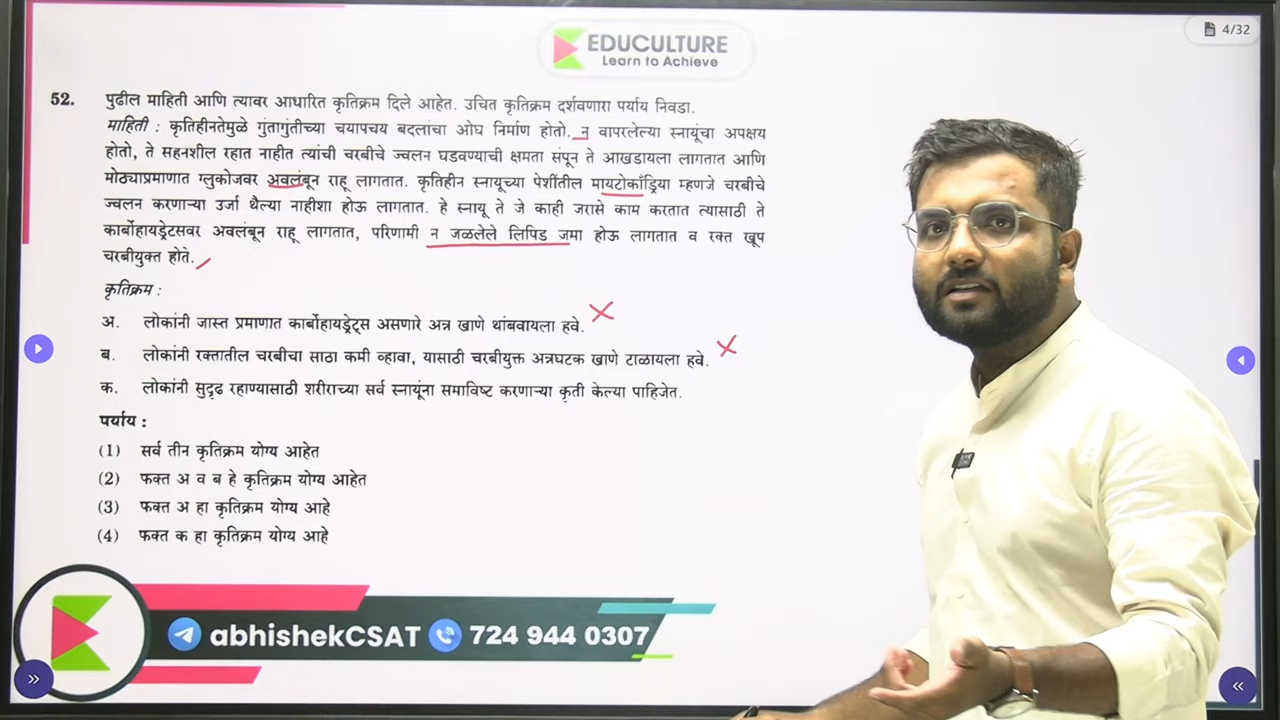 4/32
EDUCULTURE
Learn to Achieve
52. पुढील माहिती आणि त्यावर आधारित कृतिक्रम दिले आहेत. उचित कृतिक्रम दर्शवणारा पर्याय निवडा.
माहिती : कृतिहीनतेमुळे गुंतागुंतीच्या चयापचय बदलांचा ओघ निर्माण होतो. न वापरलेल्या स्नायूंचा अपक्षय
होतो, ते सहनशील रहात नाहीत त्यांची चरबीचे ज्वलन घडवण्याची क्षमता संपून ते आखडायला लागतात आणि
मोठ्याप्रमाणात ग्लुकोजवर अवलंबून राहू लागतात. कृतिहीन स्नायूच्या पेशींतील मायटोकाँड्रिया म्हणजे चरबीचे
ज्वलन करणाऱ्या उर्जा थैल्या नाहीशा होऊ लागतात. हे स्नायू ते जे काही जरासे काम करतात त्यासाठी ते
कार्बोहायड्रेटसवर अवलंबून राहू लागतात, परिणामी न जळलेले लिपिड जमा होऊ लागतात व रक्त खूप
चरबीयुक्त होते.
कृतिक्रम :
अ. लोकांनी जास्त प्रमाणात कार्बोहायड्रेट्स असणारे अन्न खाणे थांबवायला हवे.
ब. लोकांनी रक्तातील चरबीचा साठा कमी व्हावा, यासाठी चरबीयुक्त अन्नघटक खाणे टाळायला हवे.
क. लोकांनी सुदृढ रहाण्यासाठी शरीराच्या सर्व स्नायूंना समाविष्ट करणाऱ्या कृती केल्या पाहिजेत.
पर्याय :
(1) सर्व तीन कृतिक्रम योग्य आहेत
(2) फक्त अ व ब हे कृतिक्रम योग्य आहेत
(3) फक्त अ हा कृतिक्रम योग्य आहे
(4) फक्त क हा कृतिक्रम योग्य आहे
abhishekCSAT 724 944 0307